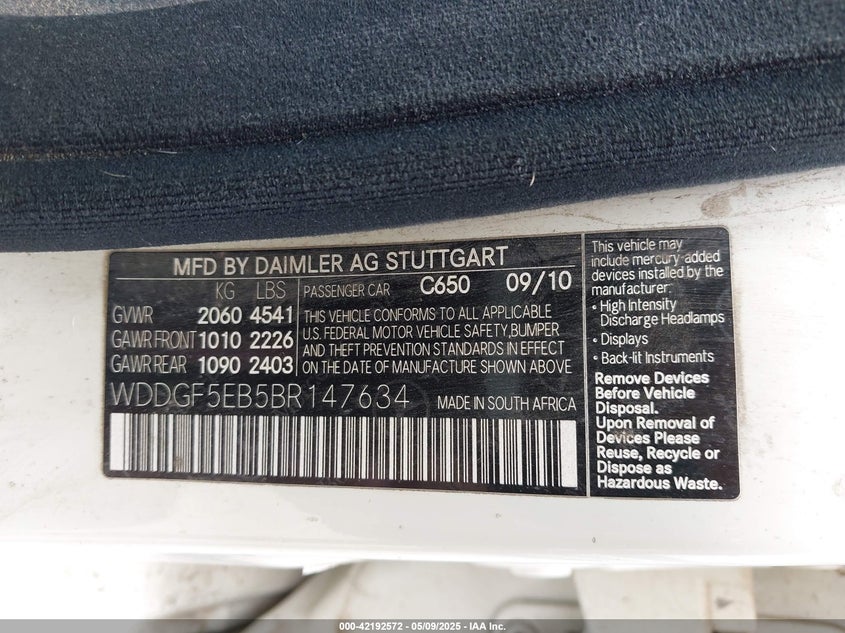 MFD BY DAIMLER AG STUTTGART
KG LBS
GVWR 2060 4541
GAWR FRONT 1010 2226
GAWR REAR 1090 2403
PASSENGER CAR C650 09/10
THIS VEHICLE CONFORMS TO ALL APPLICABLE
U.S. FEDERAL MOTOR VEHICLE SAFETY, BUMPER
AND THEFT PREVENTION STANDARDS IN EFFECT
ON THE DATE OF MANUFACTURE SHOWN ABOVE
WDDGF5EB5BR147634 MADE IN SOUTH AFRICA
This vehicle may
include mercury-added
devices installed by the
manufacturer:
• High Intensity
Discharge Headlamps
• Displays
• Back-lit Instruments
Remove Devices
Before Vehicle
Disposal.
Upon Removal of
Devices Please
Reuse, Recycle or
Dispose as
Hazardous Waste.
000-42192572 — 05/09/2025 — IAA Inc.